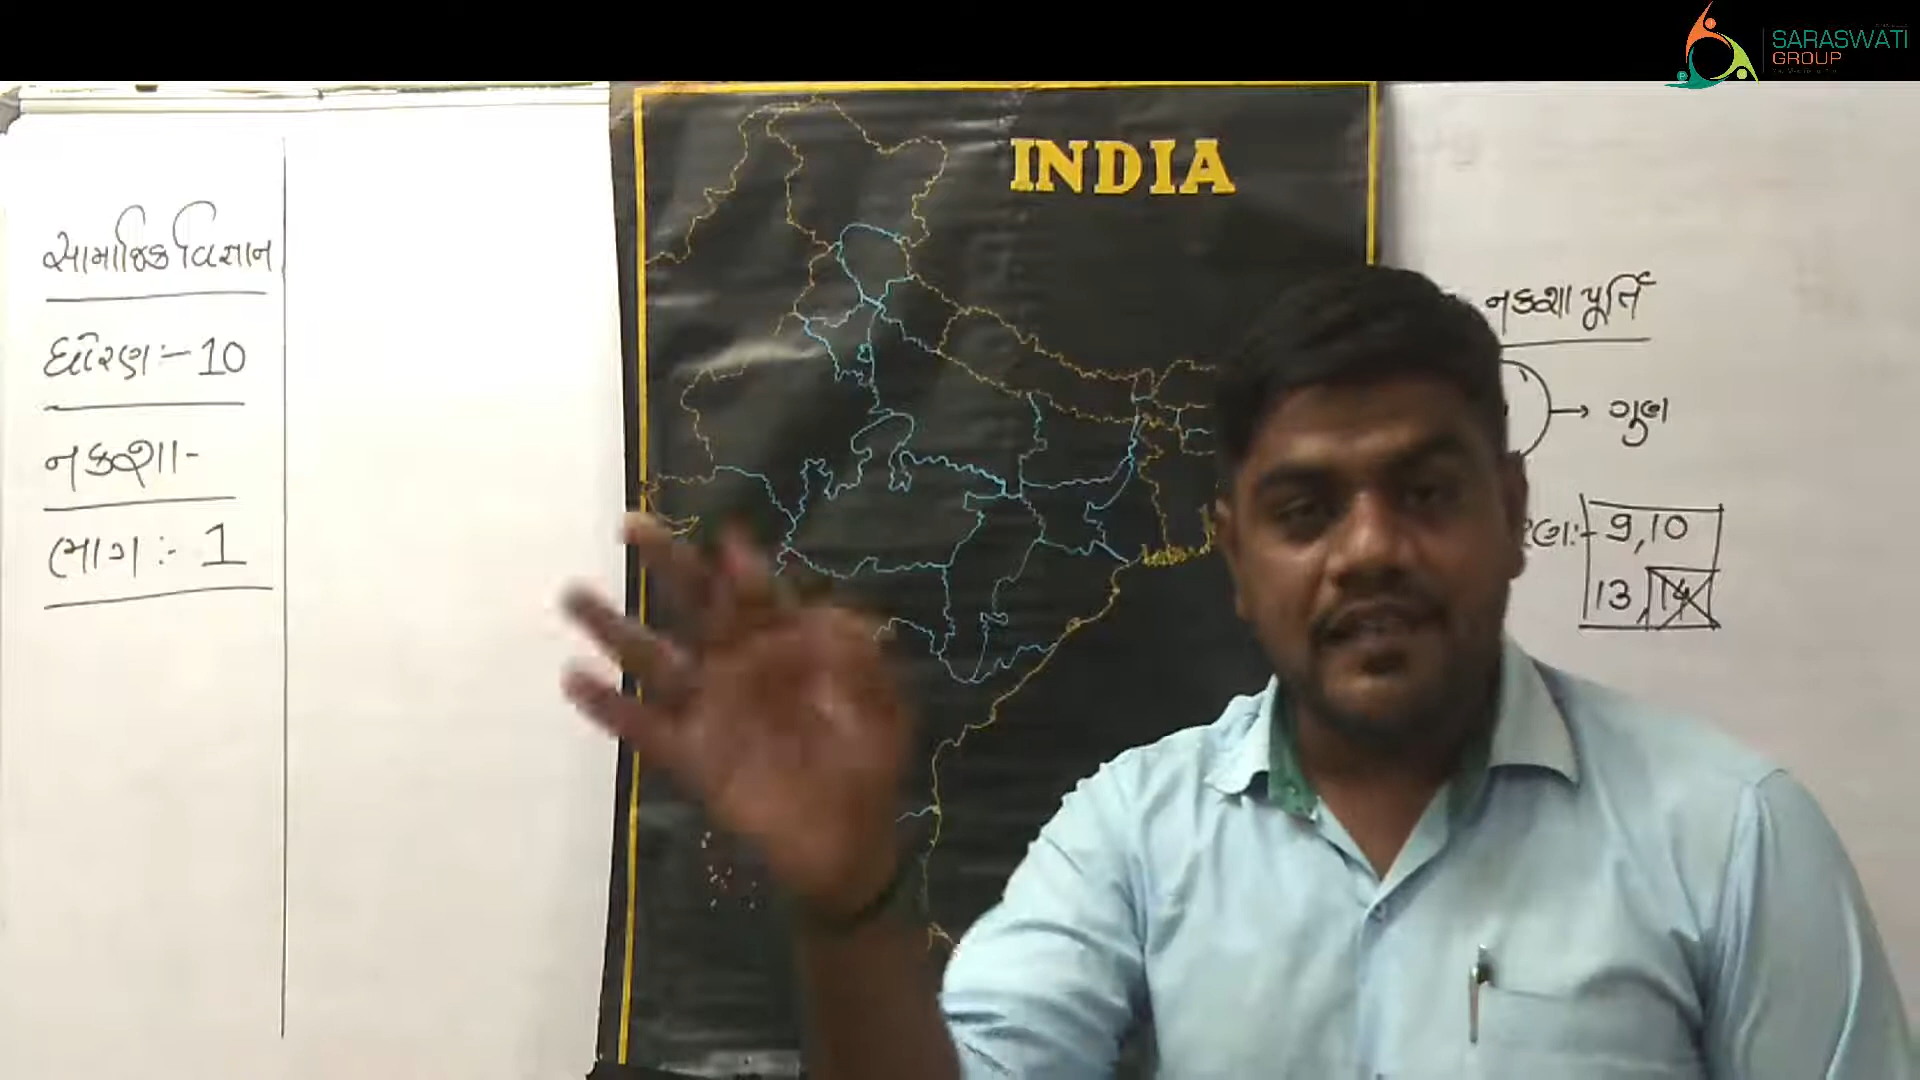 SARASWATI
GROUP
INDIA
સામાજિક વિજ્ઞાન
ધોરણ :- 10
નકશા -
ભાગ :- 1
નકશા પૂર્તિ
→ ગુણ
9, 10
13, 14